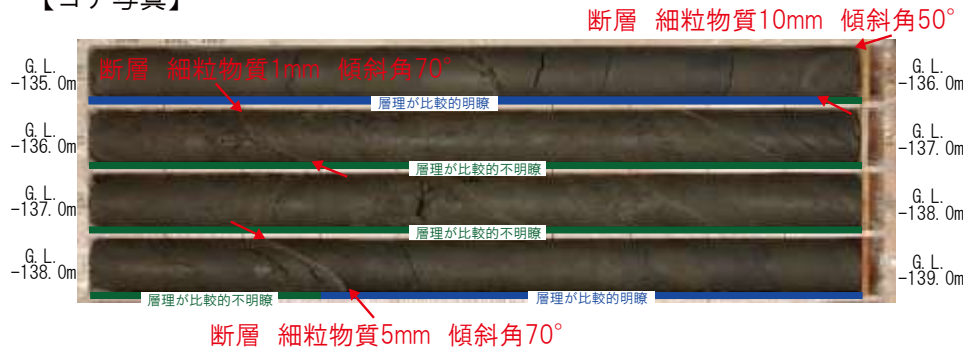 【コア写真】
断層 細粒物質10mm 傾斜角50°
断層 細粒物質1mm 傾斜角70°
G.L.
-135.0m
G.L.
-136.0m
層理が比較的明瞭
G.L.
-136.0m
G.L.
-137.0m
層理が比較的不明瞭
G.L.
-137.0m
G.L.
-138.0m
層理が比較的不明瞭
G.L.
-138.0m
G.L.
-139.0m
層理が比較的不明瞭
層理が比較的明瞭
断層 細粒物質5mm 傾斜角70°